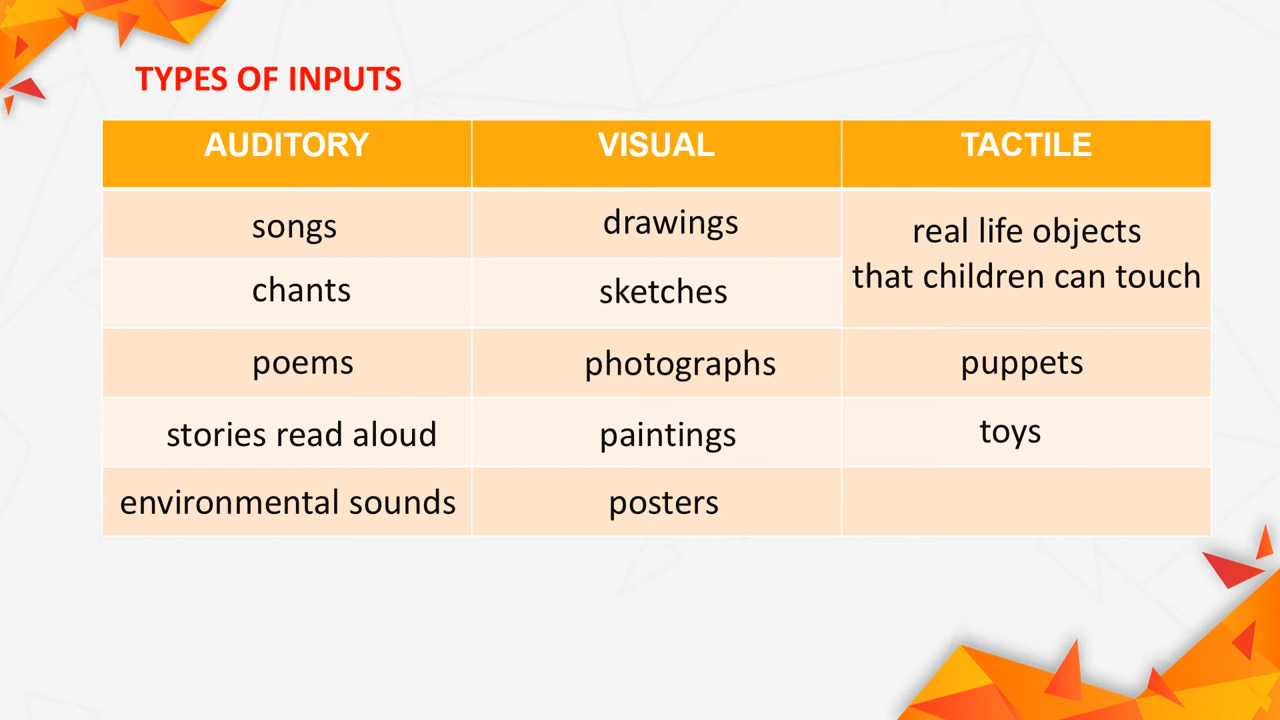 TYPES OF INPUTS
AUDITORY VISUAL TACTILE
songs drawings real life objects
that children can touch
chants sketches
poems photographs puppets
stories read aloud paintings toys
environmental sounds posters